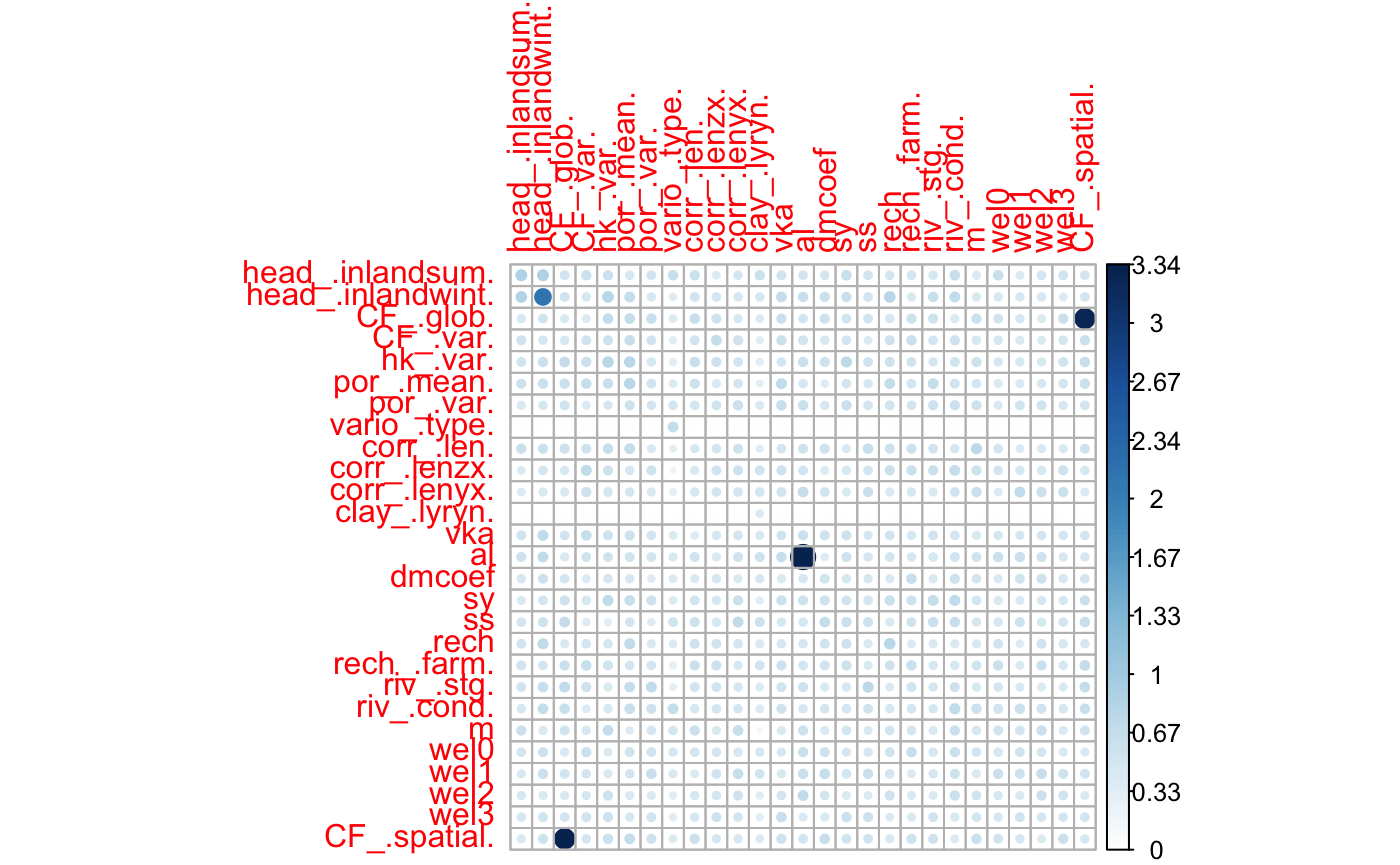 head_.inlandsum.
head_.inlandwint.
CF_.glob.
CF_.var.
hk_.var.
por_.mean.
por_.var.
vario_.type.
corr_.len.
corr_.lenzx.
corr_.lenyx.
clay_.lyryn.
vka
al
dmcoef
sy
ss
rech
rech_.farm.
riv_.stg.
riv_.cond.
m
wel0
wel1
wel2
wel3
CF_.spatial.
head_.inlandsum.
head_.inlandwint.
CF_.glob.
CF_.var.
hk_.var.
por_.mean.
por_.var.
vario_.type.
corr_.len.
corr_.lenzx.
corr_.lenyx.
clay_.lyryn.
vka
al
dmcoef
sy
ss
rech
rech_.farm.
riv_.stg.
riv_.cond.
m
wel0
wel1
wel2
wel3
CF_.spatial.
3.34
3
2.67
2.34
2
1.67
1.33
1
0.67
0.33
0